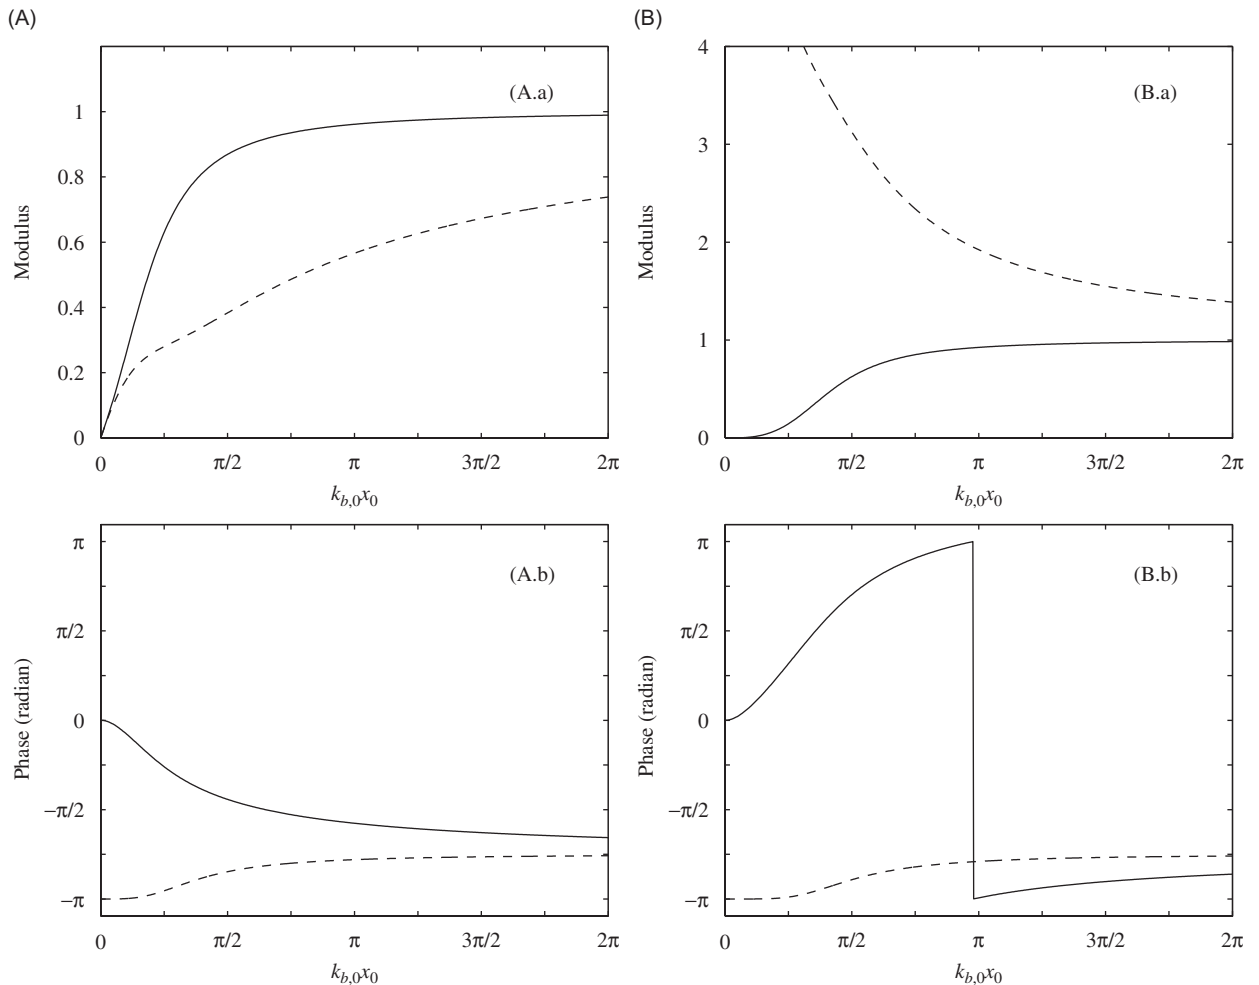 (A)
(A.a)
Modulus
1
0.8
0.6
0.4
0.2
0
0 π/2 π 3π/2 2π
k_{b,0}x_0
(B)
(B.a)
Modulus
4
3
2
1
0
0 π/2 π 3π/2 2π
k_{b,0}x_0
(A.b)
Phase (radian)
π
π/2
0
−π/2
−π
0 π/2 π 3π/2 2π
k_{b,0}x_0
(B.b)
Phase (radian)
π
π/2
0
−π/2
−π
0 π/2 π 3π/2 2π
k_{b,0}x_0